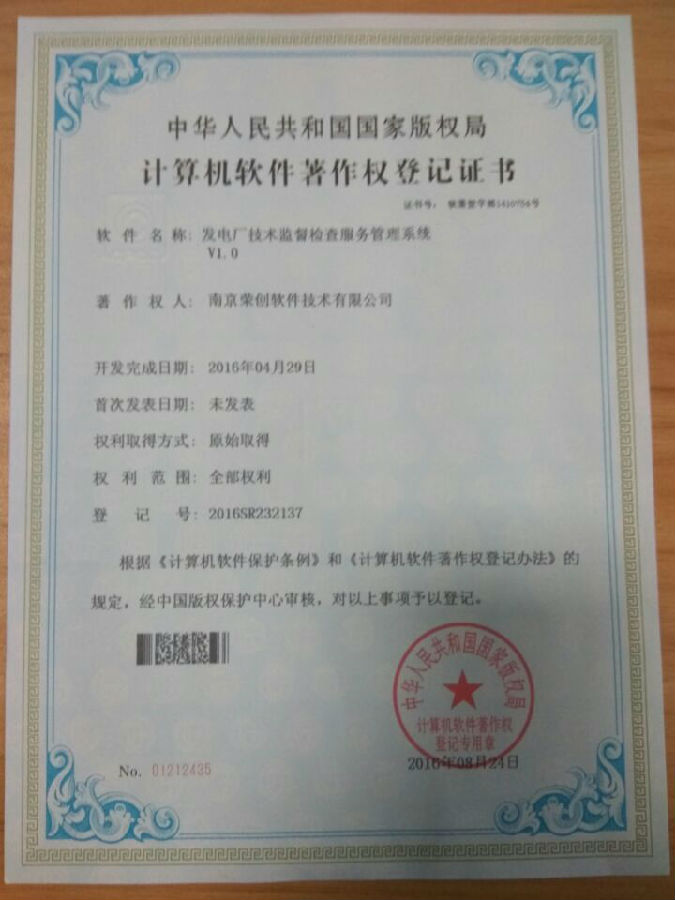 中华人民共和国国家版权局
计算机软件著作权登记证书
证书号：
软件名称：发电厂技术监督检查服务管理系统
V1.0
著作权人：南京荣创软件技术有限公司
开发完成日期：2016年04月29日
首次发表日期：未发表
权利取得方式：原始取得
权利范围：全部权利
登记号：2016SR232137
根据《计算机软件保护条例》和《计算机软件著作权登记办法》的
规定，经中国版权保护中心审核，对以上事项予以登记。
中华人民共和国国家版权局
计算机软件著作权
登记专用章
2016年08月24日
No. 01212435